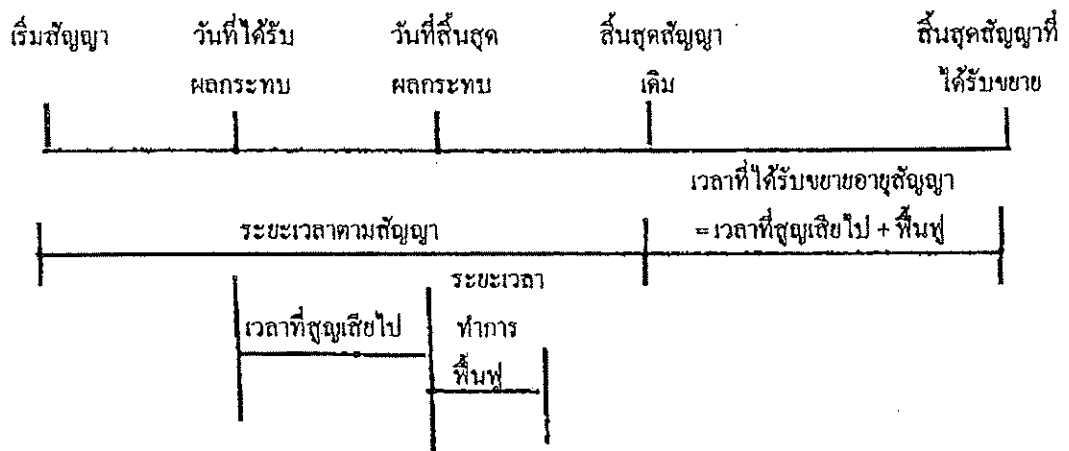 เริ่มสัญญา
วันที่ได้รับ
ผลกระทบ
วันที่สิ้นสุด
ผลกระทบ
สิ้นสุดสัญญา
เดิม
สิ้นสุดสัญญาที่
ได้รับขยาย
เวลาที่ได้รับขยายอายุสัญญา
= เวลาที่สูญเสียไป + ฟื้นฟู
ระยะเวลาตามสัญญา
เวลาที่สูญเสียไป
ระยะเวลา
ทำการ
ฟื้นฟู